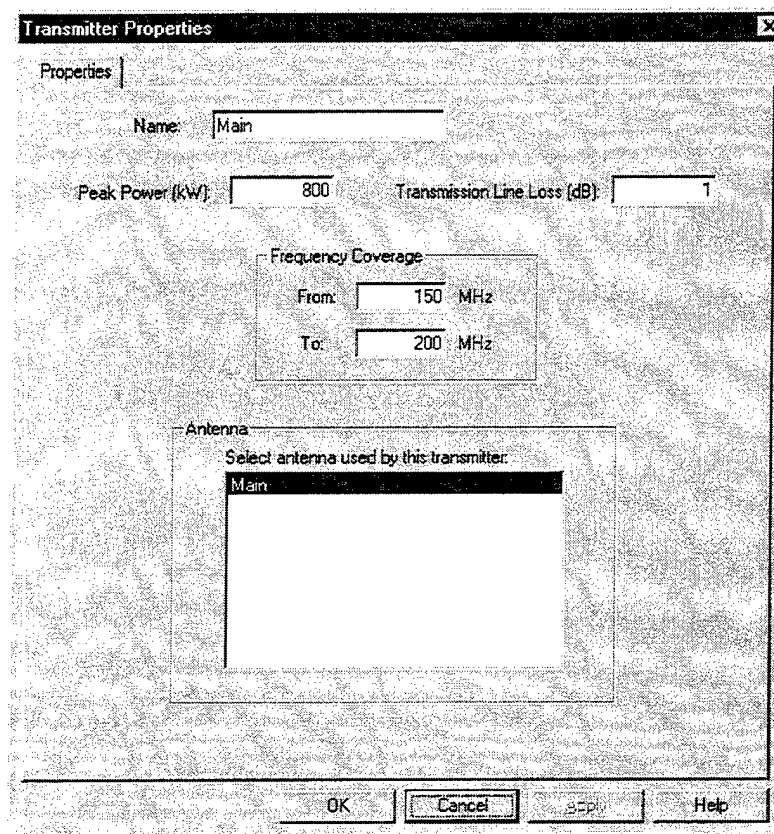 Transmitter Properties
Properties
Name: Main
Peak Power (kW): 800 Transmission Line Loss (dB): 1
Frequency Coverage
From: 150 MHz
To: 200 MHz
Antenna
Select antenna used by this transmitter:
Main
OK Cancel Apply Help